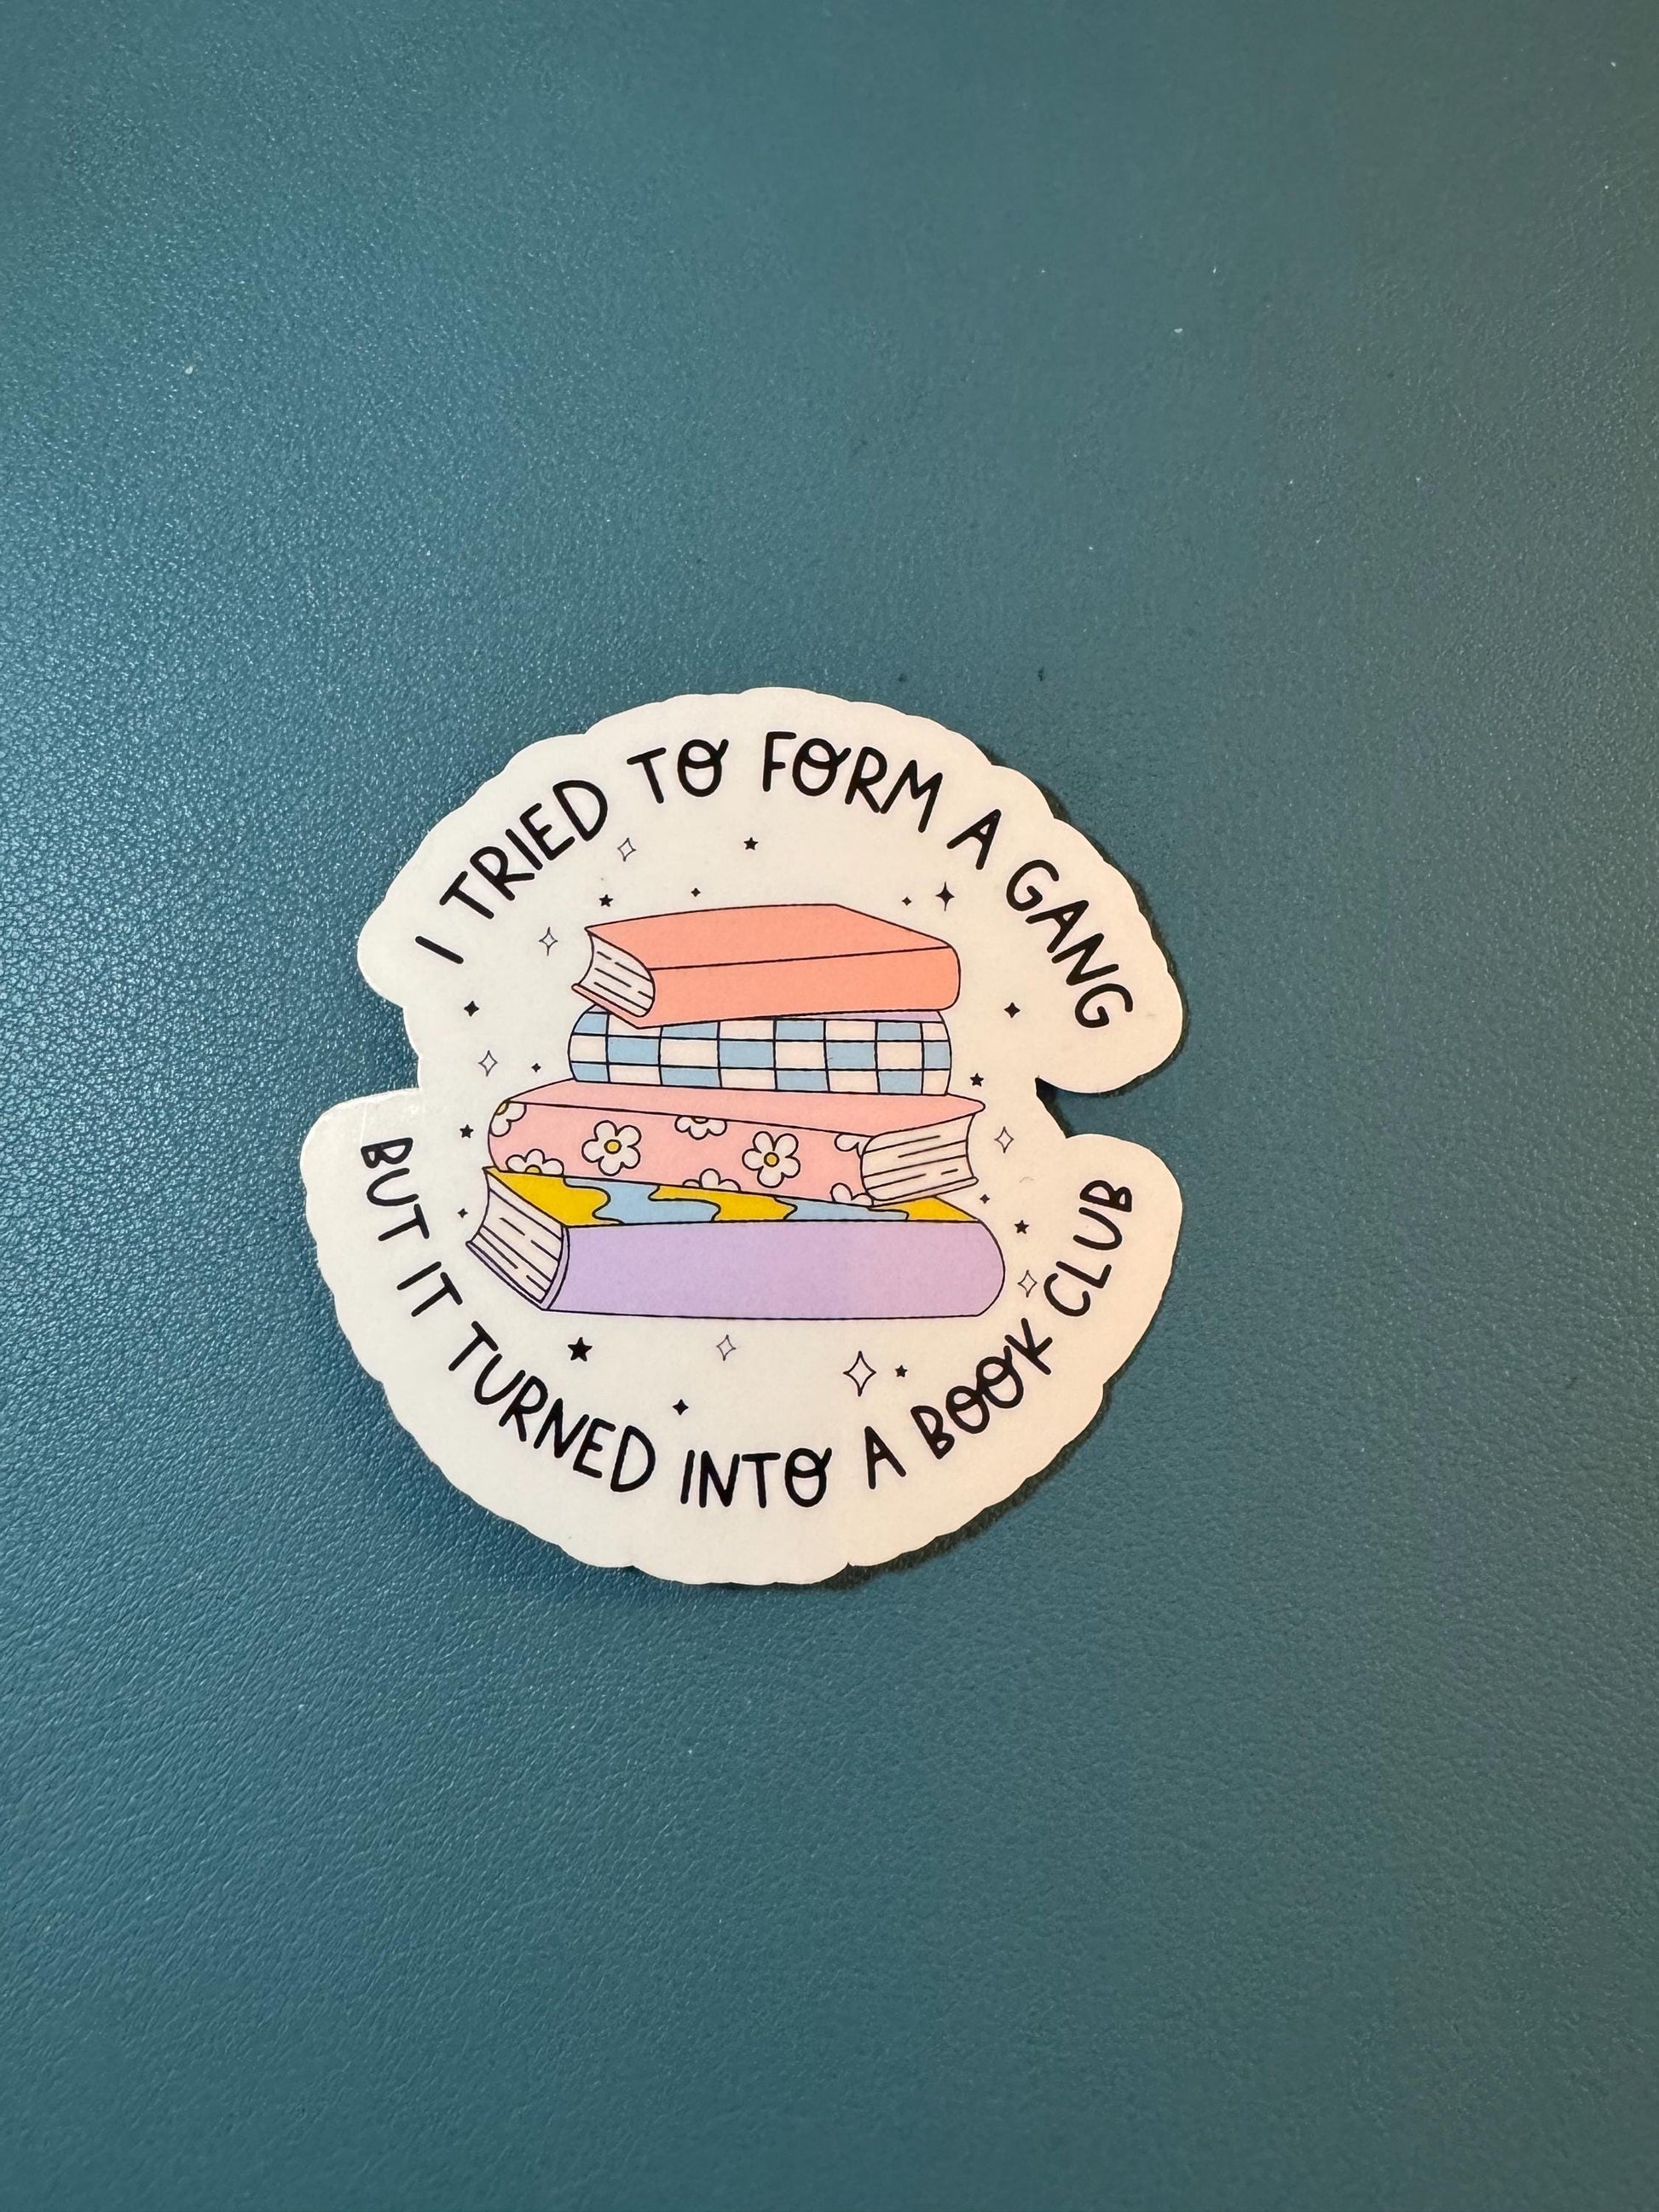 I TRIED TO FORM A GANG
BUT IT TURNED INTO A BOOK CLUB